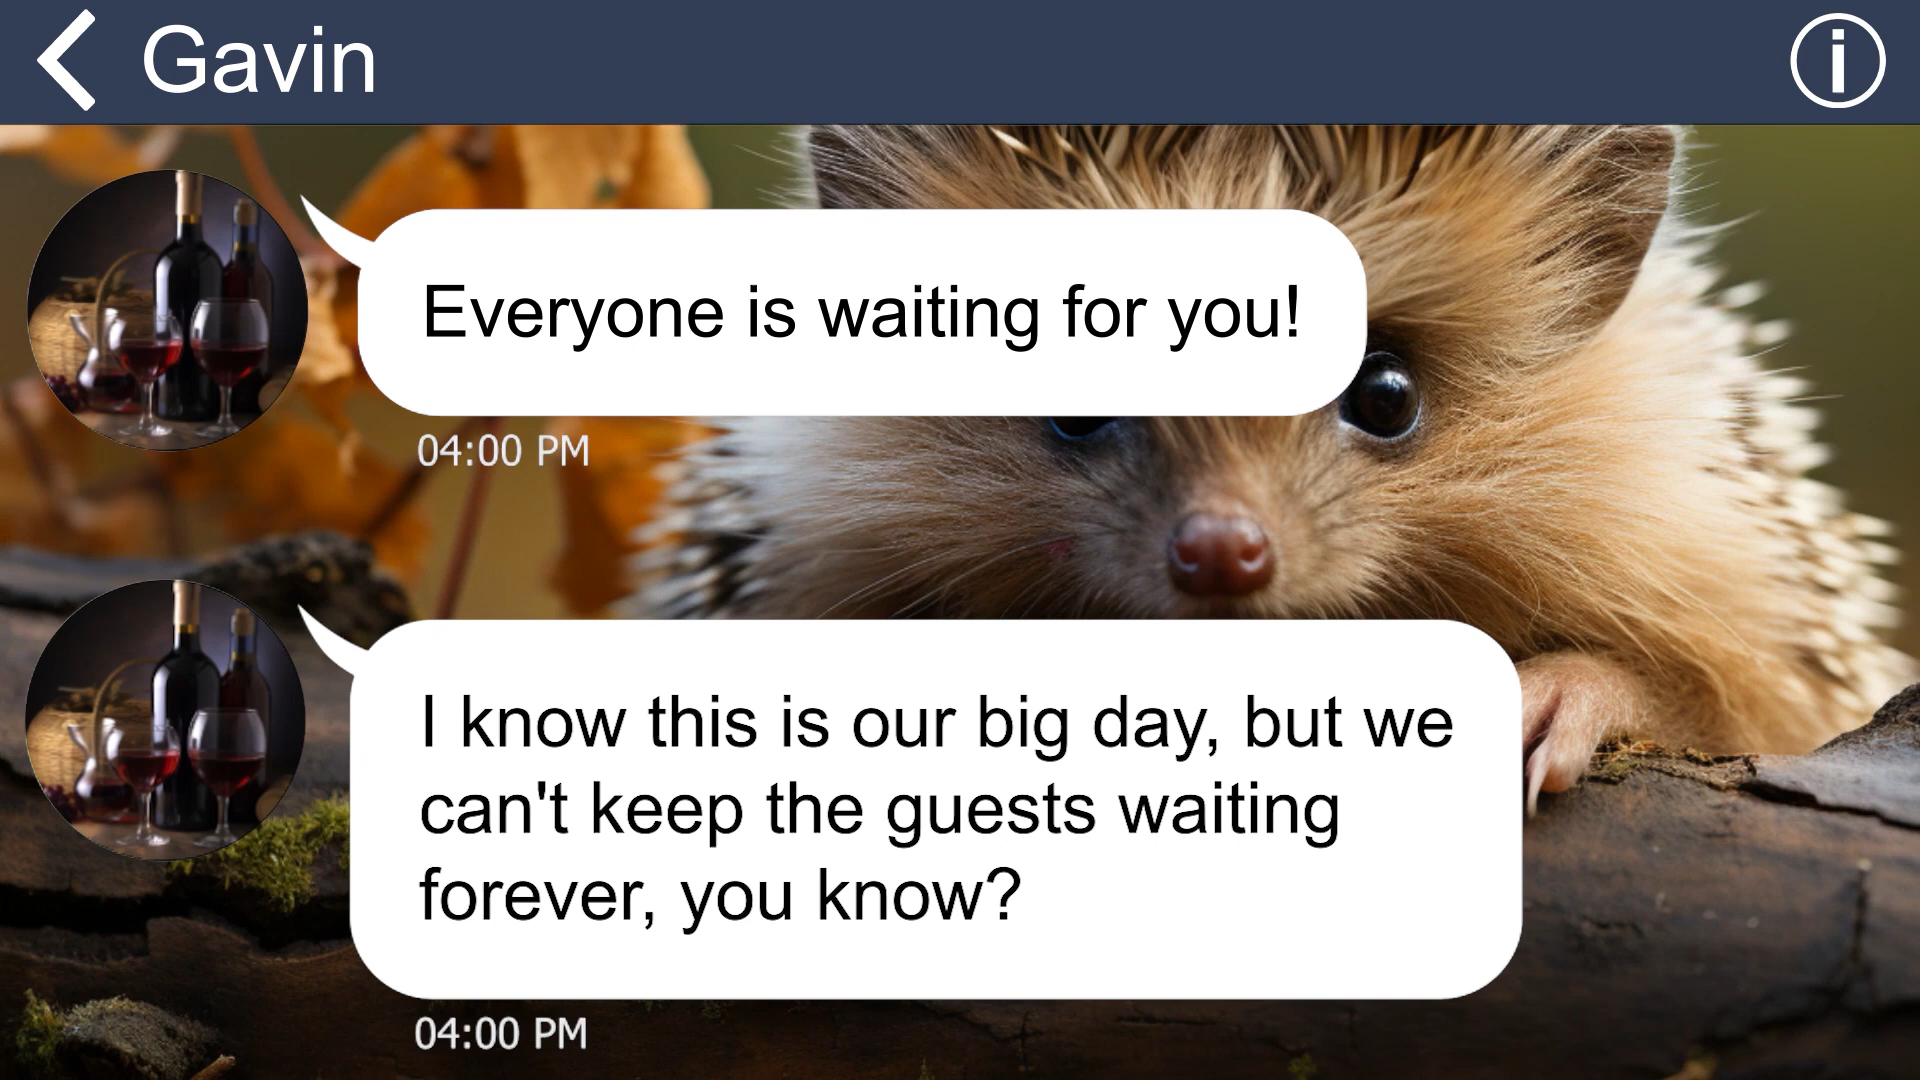 Gavin
Everyone is waiting for you!
04:00 PM
I know this is our big day, but we
can't keep the guests waiting
forever, you know?
04:00 PM